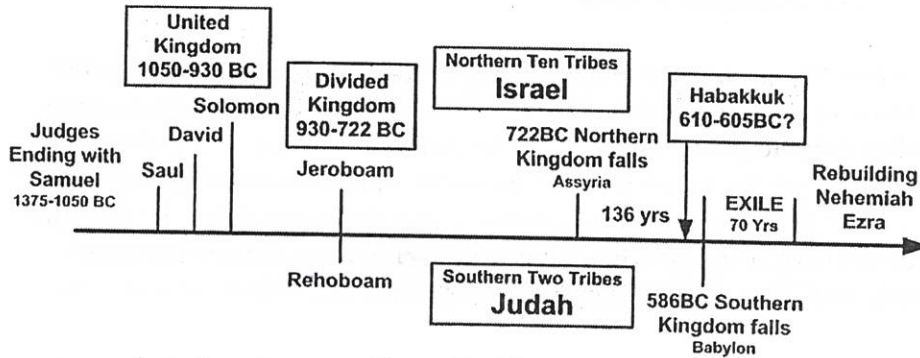 United
Kingdom
1050-930 BC
Northern Ten Tribes
Israel
Divided
Kingdom
930-722 BC
Habakkuk
610-605BC?
Solomon
David
Saul
Judges
Ending with
Samuel
1375-1050 BC
Jeroboam
722BC Northern
Kingdom falls
Assyria
136 yrs
EXILE
70 Yrs
Rebuilding
Nehemiah
Ezra
Rehoboam
Southern Two Tribes
Judah
586BC Southern
Kingdom falls
Babylon